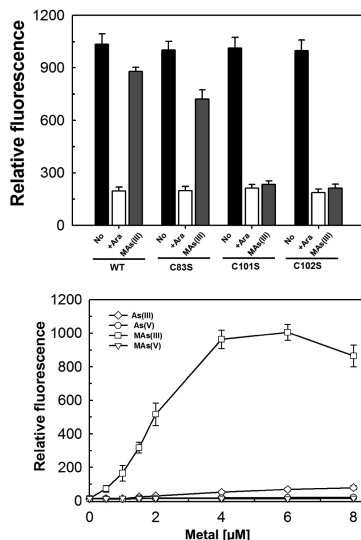 Relative fluorescence
1200
900
600
300
0
No +Ara MAs(III) No +Ara MAs(III) No +Ara MAs(III) No +Ara MAs(III)
WT C83S C101S C102S
Relative fluorescence
1200
1000
800
600
400
200
0
As(III)
As(V)
MAs(III)
MAs(V)
0 2 4 6 8
Metal [µM]